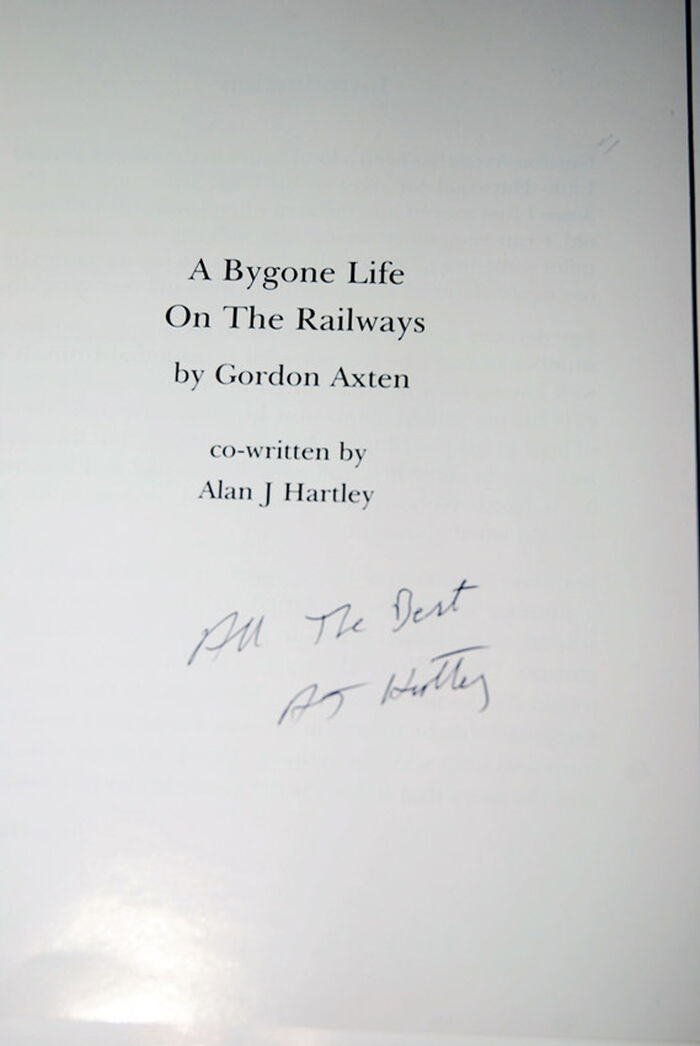 A Bygone Life
On The Railways
by Gordon Axten
co-written by
Alan J Hartley
All The Best
AJ Hartley